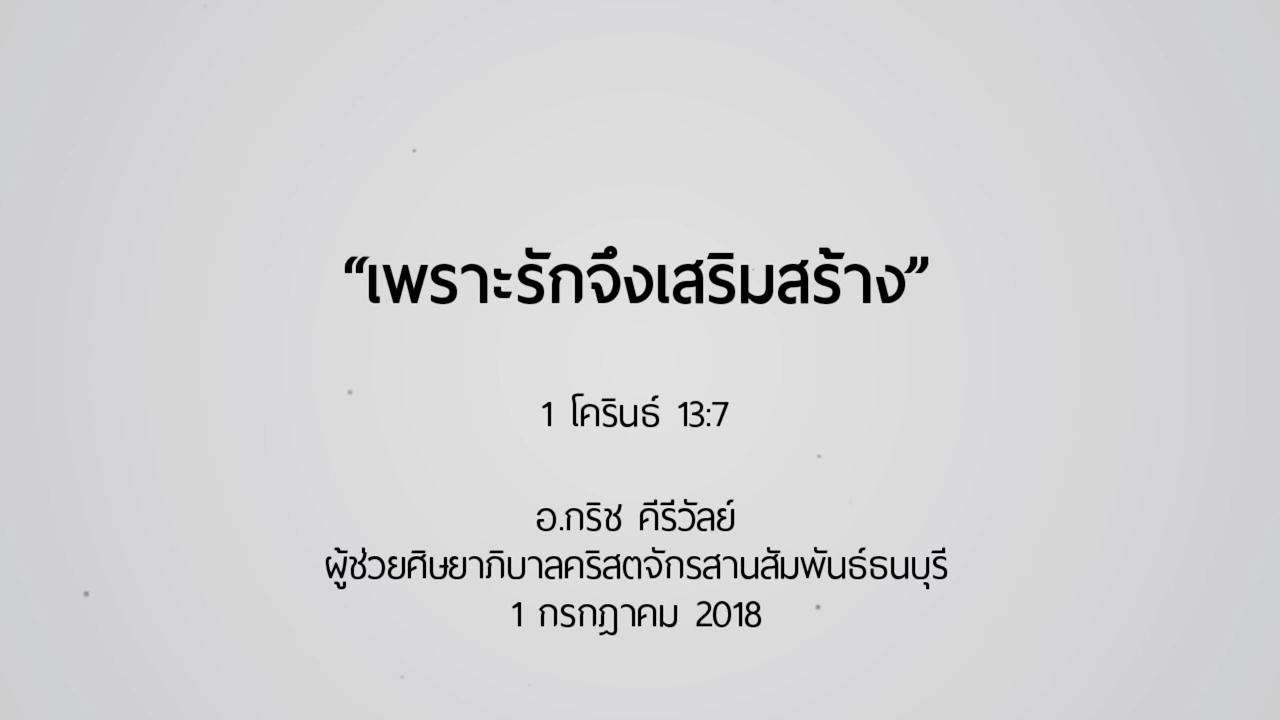 “เพราะรักจึงเสริมสร้าง”
1 โครินธ์ 13:7
อ.กริช คีรีวัลย์
ผู้ช่วยศิษยาภิบาลคริสตจักรสานสัมพันธ์ธนบุรี
1 กรกฎาคม 2018